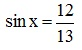 sin x = 12/13